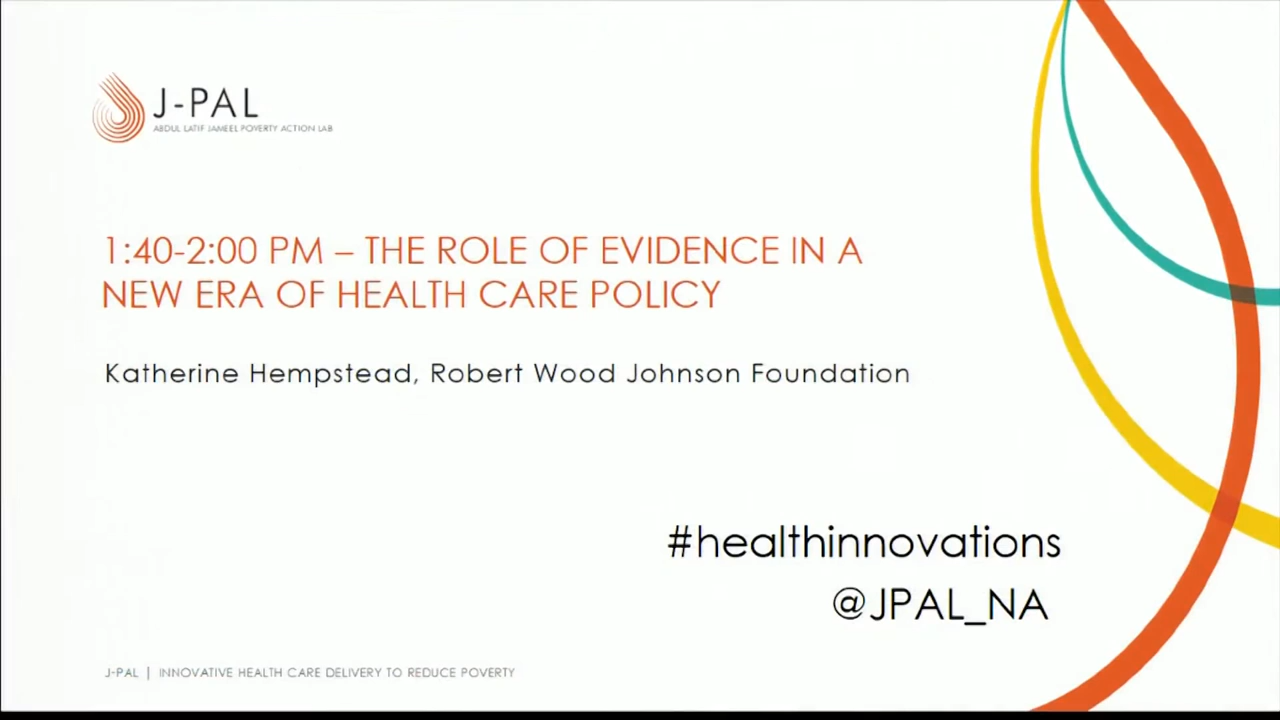 J-PAL
ABDUL LATIF JAMEEL POVERTY ACTION LAB
1:40-2:00 PM – THE ROLE OF EVIDENCE IN A
NEW ERA OF HEALTH CARE POLICY
Katherine Hempstead, Robert Wood Johnson Foundation
#healthinnovations
@JPAL_NA
J-PAL | INNOVATIVE HEALTH CARE DELIVERY TO REDUCE POVERTY